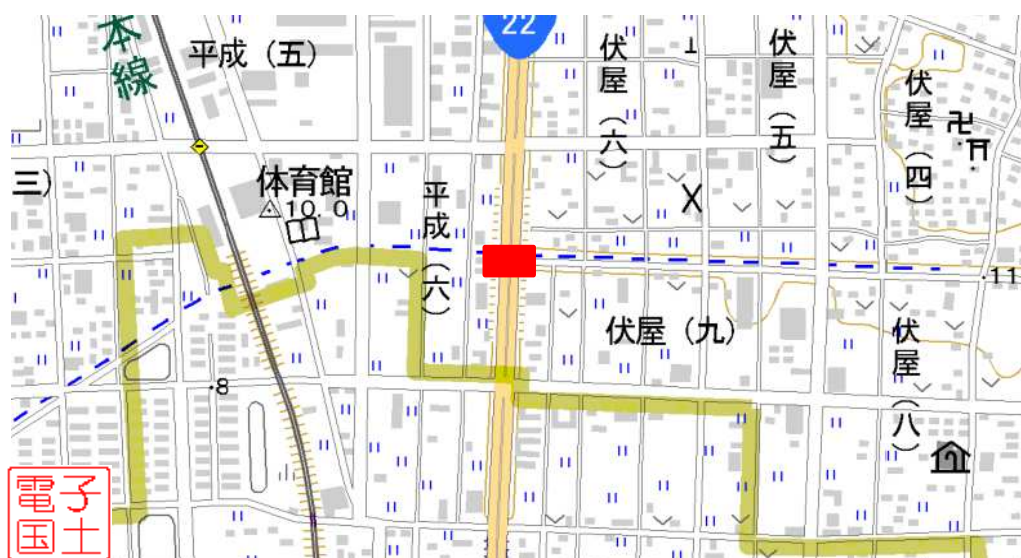 本線
平成（五）
22
伏屋（六）
伏屋（五）
伏屋（四）
三）
体育館
10.0
平成（六）
11
伏屋（九）
伏屋（八）
8
電子
国土